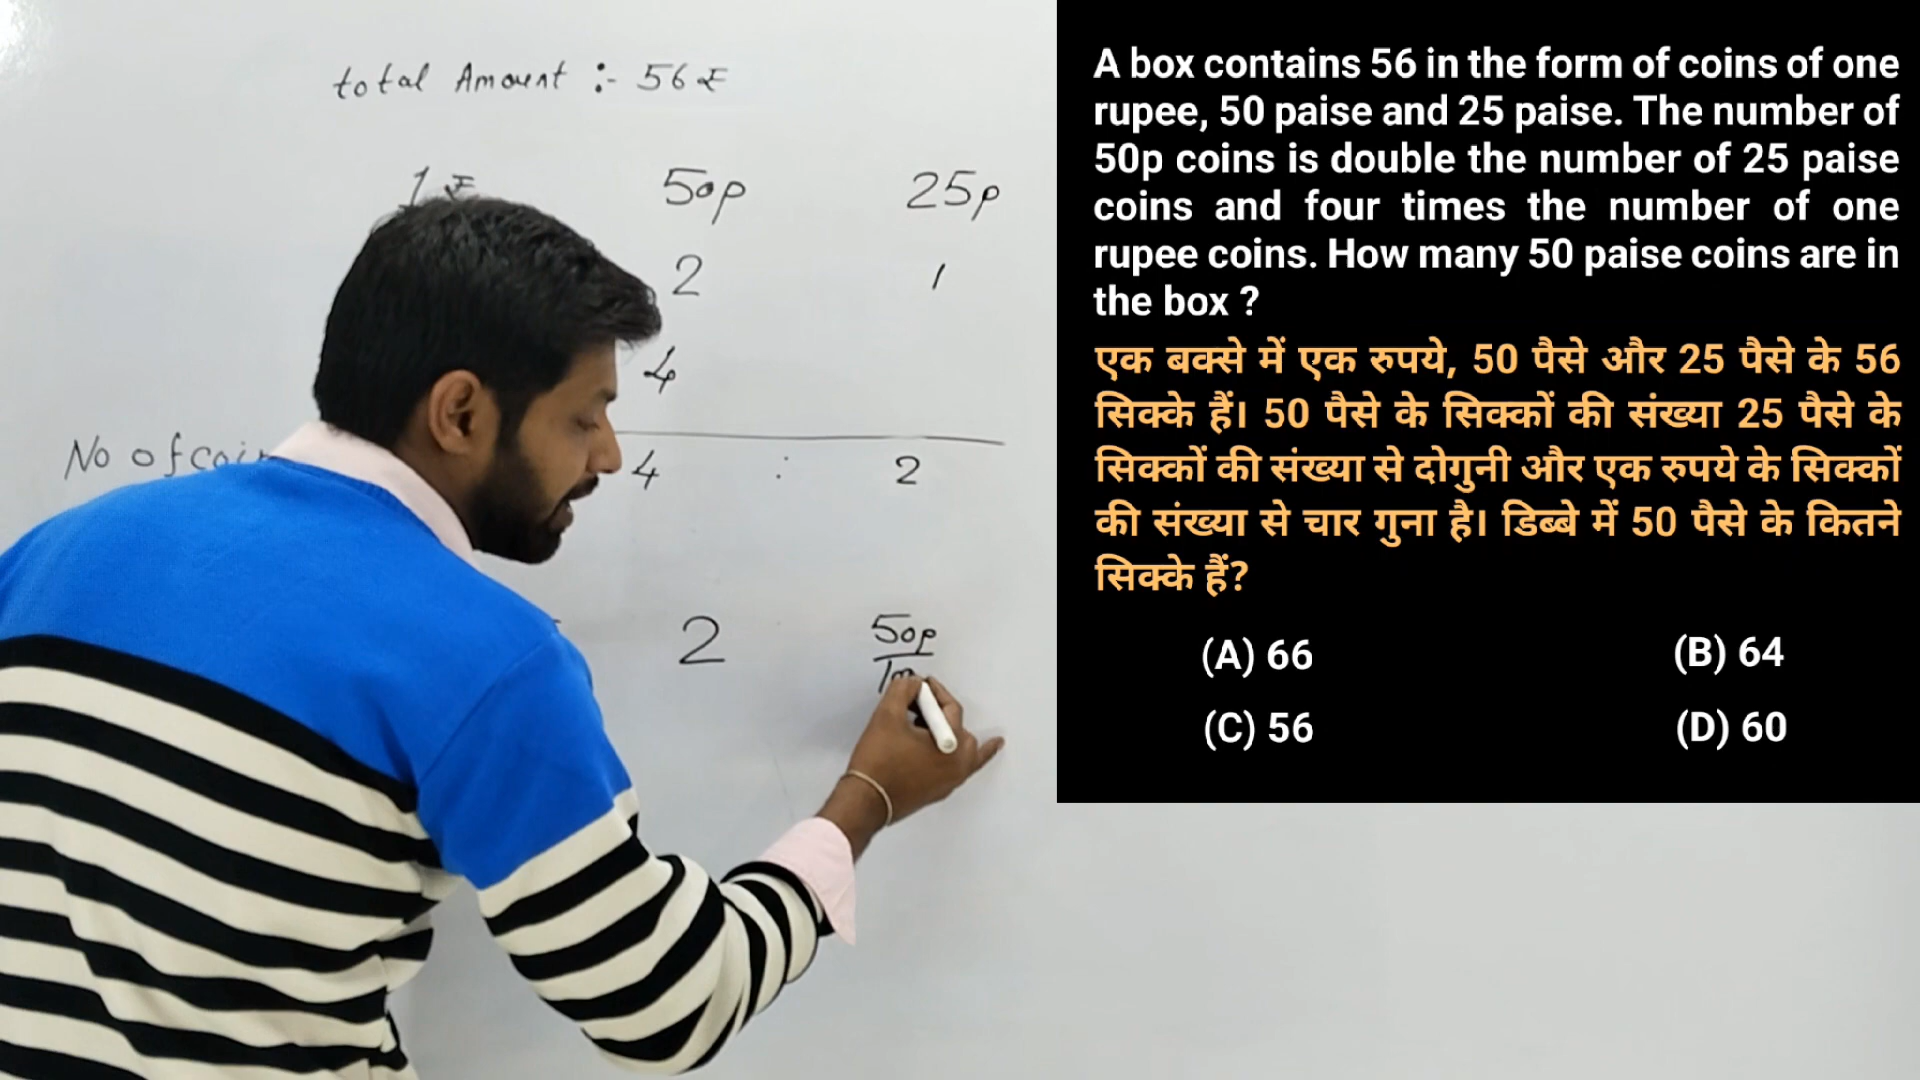 total Amount :- 56₹
1₹ 50p 25p
2 1
4
No of coi
4 : 2
2 50p
A box contains 56 in the form of coins of one
rupee, 50 paise and 25 paise. The number of
50p coins is double the number of 25 paise
coins and four times the number of one
rupee coins. How many 50 paise coins are in
the box ?
एक बक्से में एक रुपये, 50 पैसे और 25 पैसे के 56
सिक्के हैं। 50 पैसे के सिक्कों की संख्या 25 पैसे के
सिक्कों की संख्या से दोगुनी और एक रुपये के सिक्कों
की संख्या से चार गुना है। डिब्बे में 50 पैसे के कितने
सिक्के हैं?
(A) 66 (B) 64
(C) 56 (D) 60